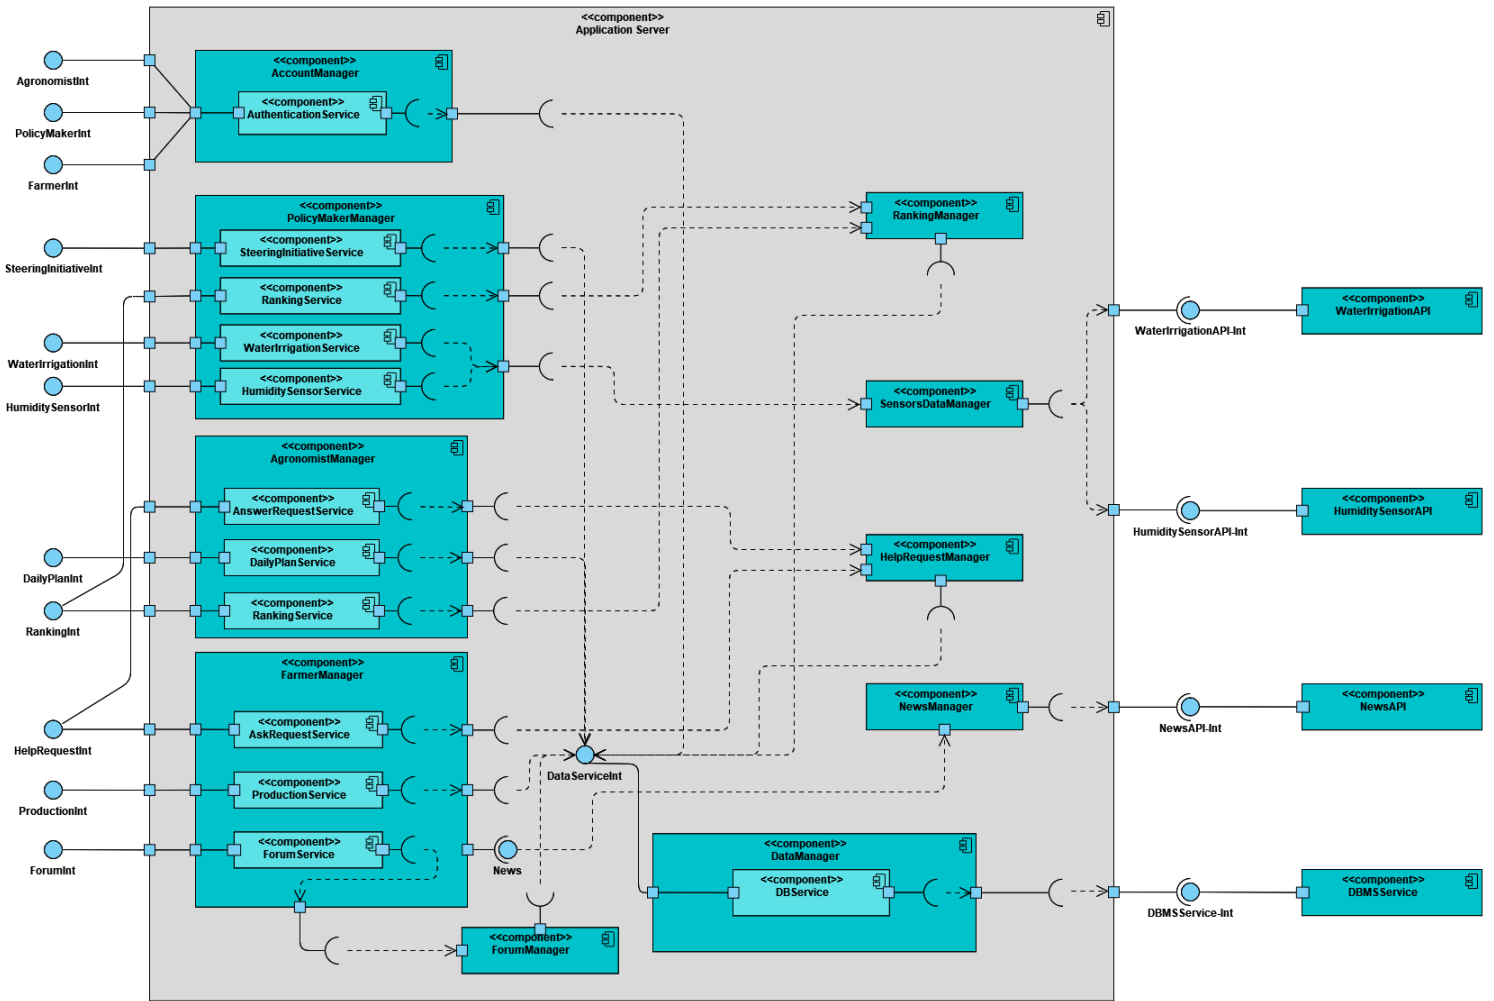 <<component>>
Application Server
AgronomistInt
PolicyMakerInt
FarmerInt
<<component>>
AccountManager
<<component>>
AuthenticationService
SteeringInitiativeInt
WaterIrrigationInt
HumiditySensorInt
<<component>>
PolicyMakerManager
<<component>>
SteeringInitiativeService
<<component>>
RankingService
<<component>>
WaterIrrigationService
<<component>>
HumiditySensorService
<<component>>
RankingManager
<<component>>
SensorsDataManager
WaterIrrigationAPI-Int
<<component>>
WaterIrrigationAPI
HumiditySensorAPI-Int
<<component>>
HumiditySensorAPI
DailyPlanInt
RankingInt
<<component>>
AgronomistManager
<<component>>
AnswerRequestService
<<component>>
DailyPlanService
<<component>>
RankingService
<<component>>
HelpRequestManager
HelpRequestInt
ProductionInt
ForumInt
<<component>>
FarmerManager
<<component>>
AskRequestService
<<component>>
ProductionService
<<component>>
ForumService
News
DataServiceInt
<<component>>
NewsManager
NewsAPI-Int
<<component>>
NewsAPI
<<component>>
DataManager
<<component>>
DBService
DBMSService-Int
<<component>>
DBMSService
<<component>>
ForumManager